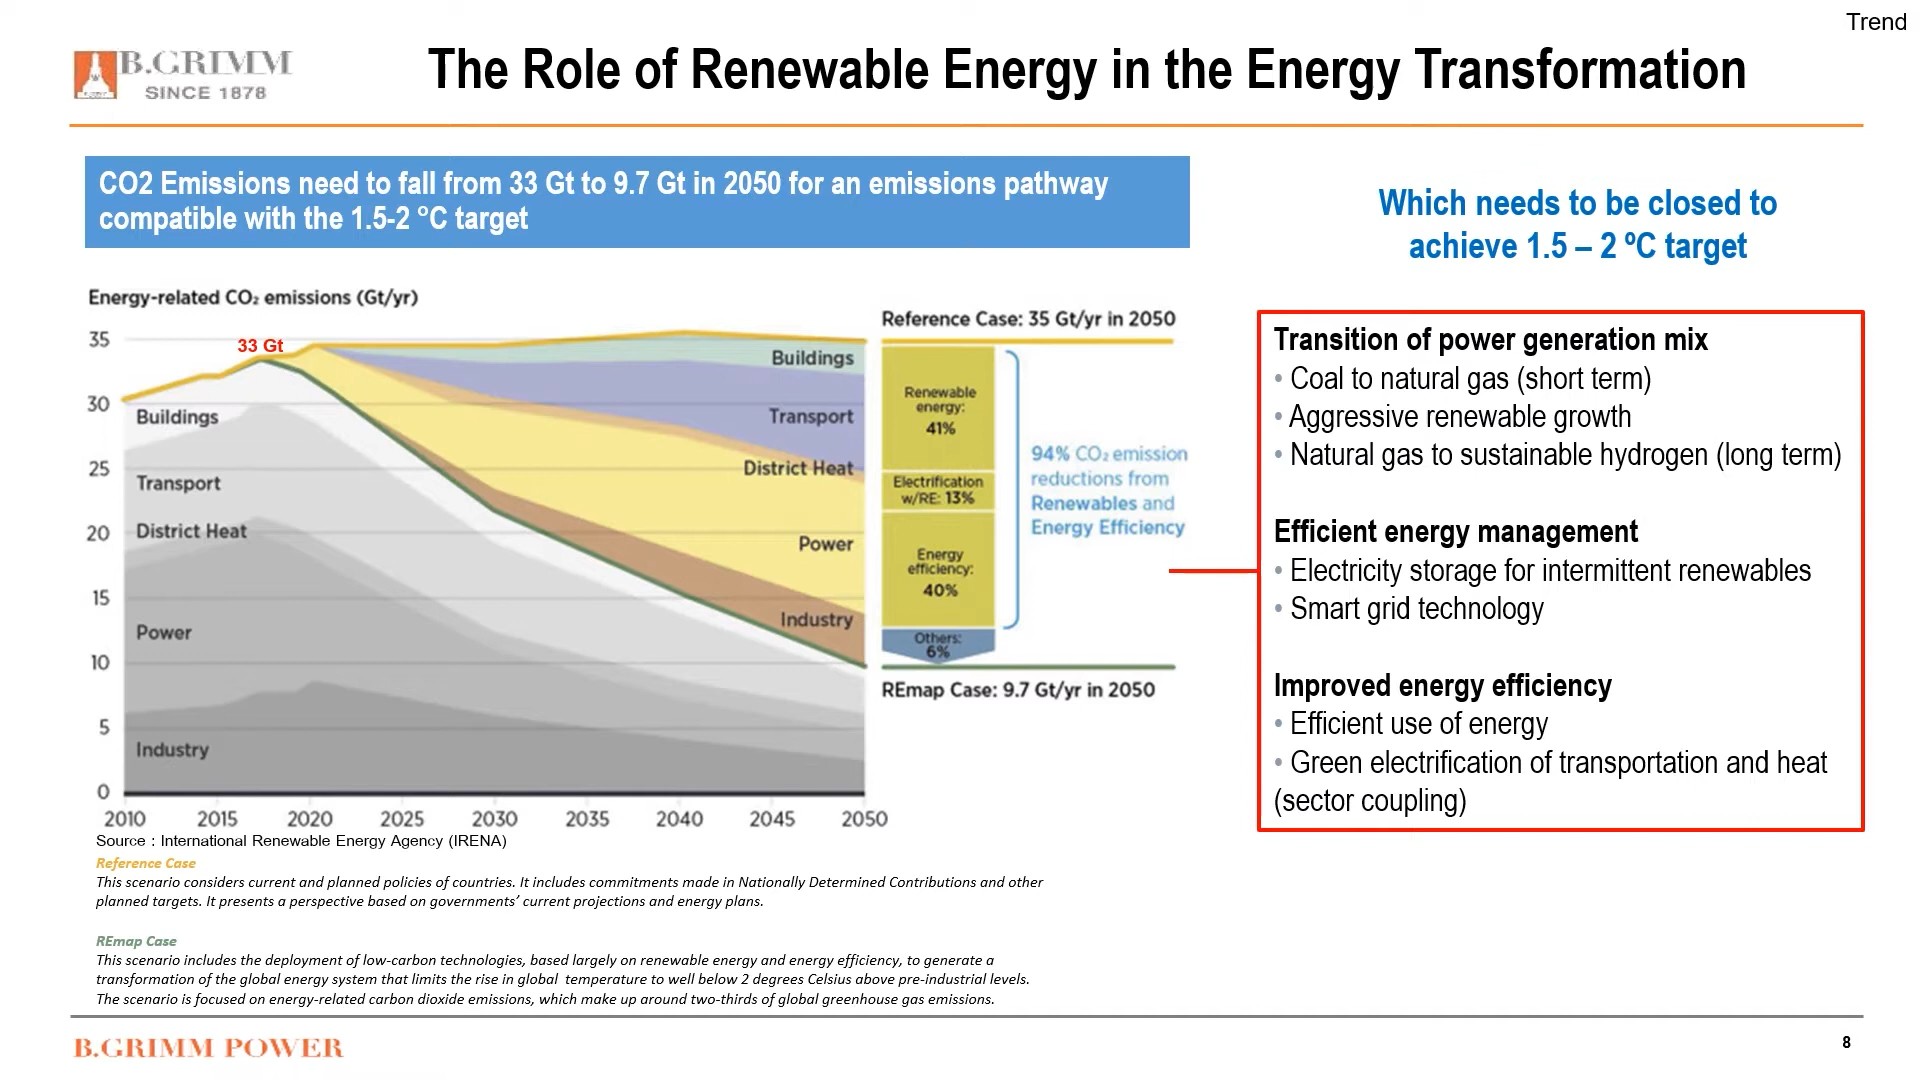 Trend
B.GRIMM
SINCE 1878
The Role of Renewable Energy in the Energy Transformation
CO2 Emissions need to fall from 33 Gt to 9.7 Gt in 2050 for an emissions pathway
compatible with the 1.5-2 °C target
Energy-related CO₂ emissions (Gt/yr)
35
30
25
20
15
10
5
0
33 Gt
Buildings
Transport
District Heat
Power
Industry
Buildings
Transport
District Heat
Power
Industry
2010 2015 2020 2025 2030 2035 2040 2045 2050
Reference Case: 35 Gt/yr in 2050
Renewable
energy:
41%
Electrification
w/RE: 13%
Energy
efficiency:
40%
Others:
6%
94% CO₂ emission
reductions from
Renewables and
Energy Efficiency
REmap Case: 9.7 Gt/yr in 2050
Source : International Renewable Energy Agency (IRENA)
Reference Case
This scenario considers current and planned policies of countries. It includes commitments made in Nationally Determined Contributions and other
planned targets. It presents a perspective based on governments’ current projections and energy plans.
REmap Case
This scenario includes the deployment of low-carbon technologies, based largely on renewable energy and energy efficiency, to generate a
transformation of the global energy system that limits the rise in global temperature to well below 2 degrees Celsius above pre-industrial levels.
The scenario is focused on energy-related carbon dioxide emissions, which make up around two-thirds of global greenhouse gas emissions.
Which needs to be closed to
achieve 1.5 – 2 ºC target
Transition of power generation mix
• Coal to natural gas (short term)
• Aggressive renewable growth
• Natural gas to sustainable hydrogen (long term)
Efficient energy management
• Electricity storage for intermittent renewables
• Smart grid technology
Improved energy efficiency
• Efficient use of energy
• Green electrification of transportation and heat
(sector coupling)
B.GRIMM POWER
8